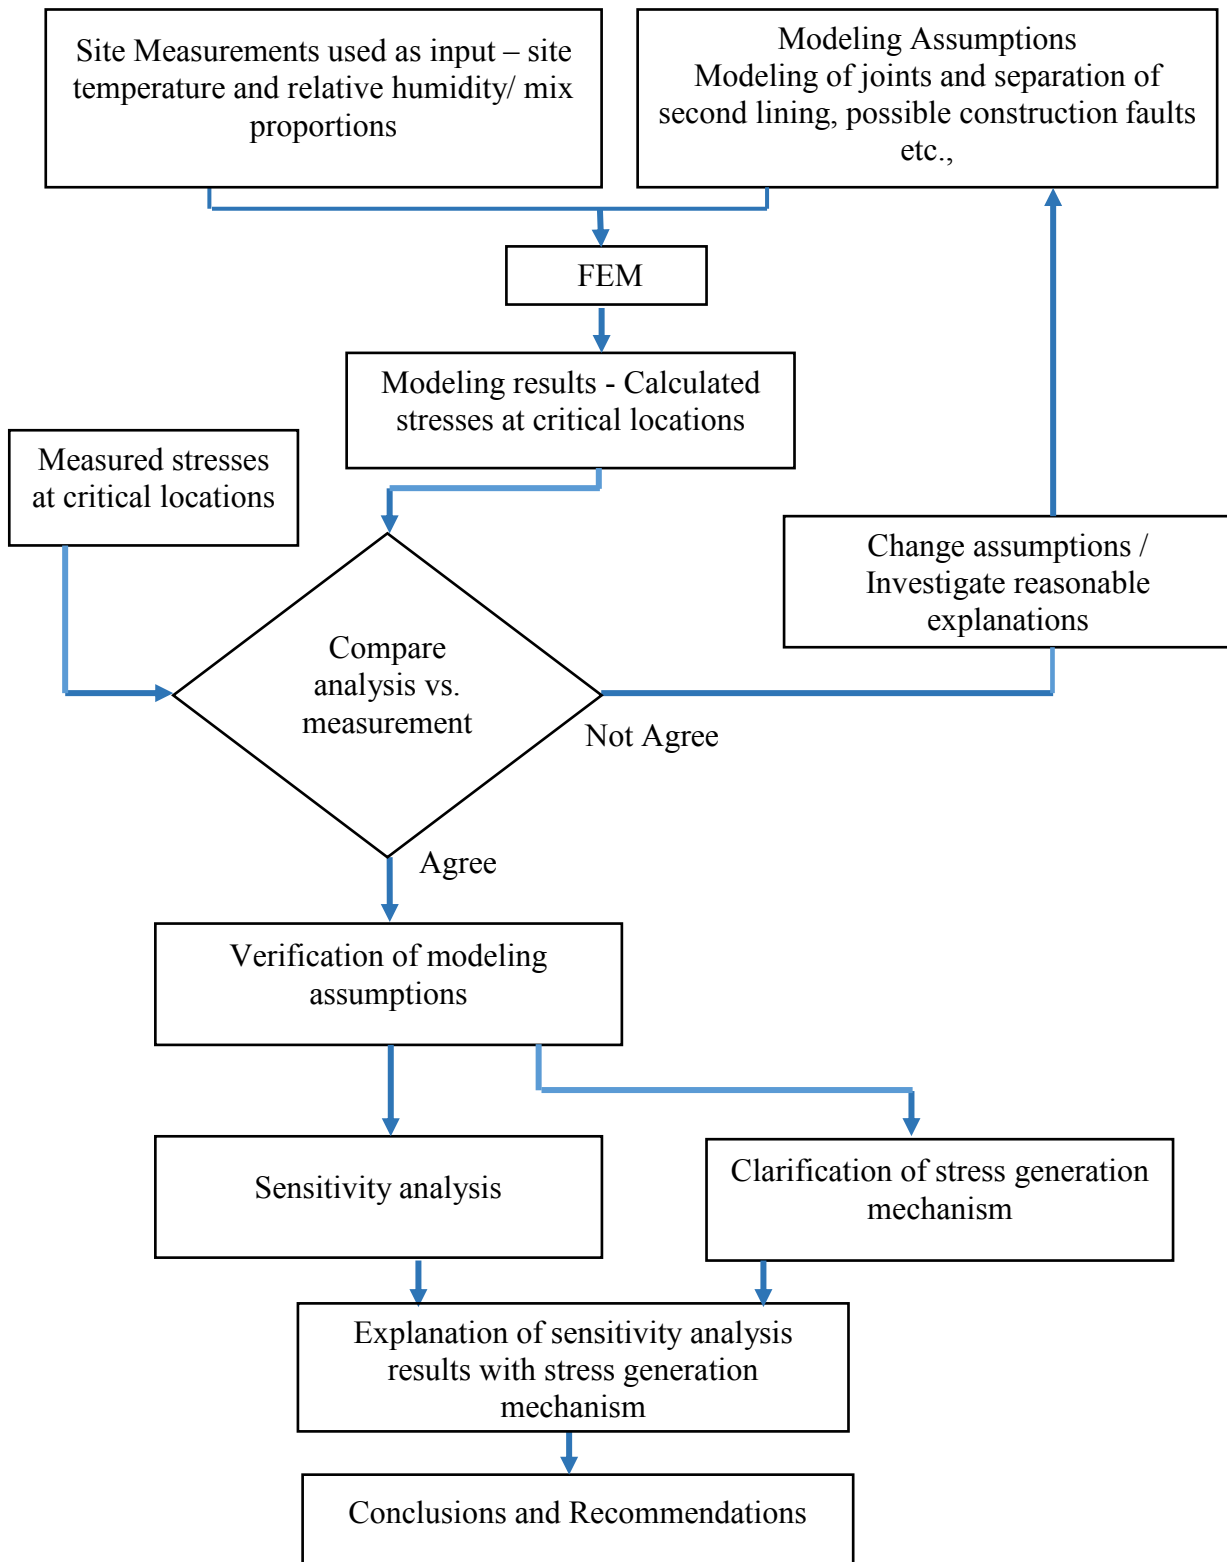 Site Measurements used as input – site
temperature and relative humidity/ mix
proportions
Modeling Assumptions
Modeling of joints and separation of
second lining, possible construction faults
etc.,
FEM
Modeling results - Calculated
stresses at critical locations
Measured stresses
at critical locations
Change assumptions /
Investigate reasonable
explanations
Compare
analysis vs.
measurement
Not Agree
Agree
Verification of modeling
assumptions
Sensitivity analysis
Clarification of stress generation
mechanism
Explanation of sensitivity analysis
results with stress generation
mechanism
Conclusions and Recommendations